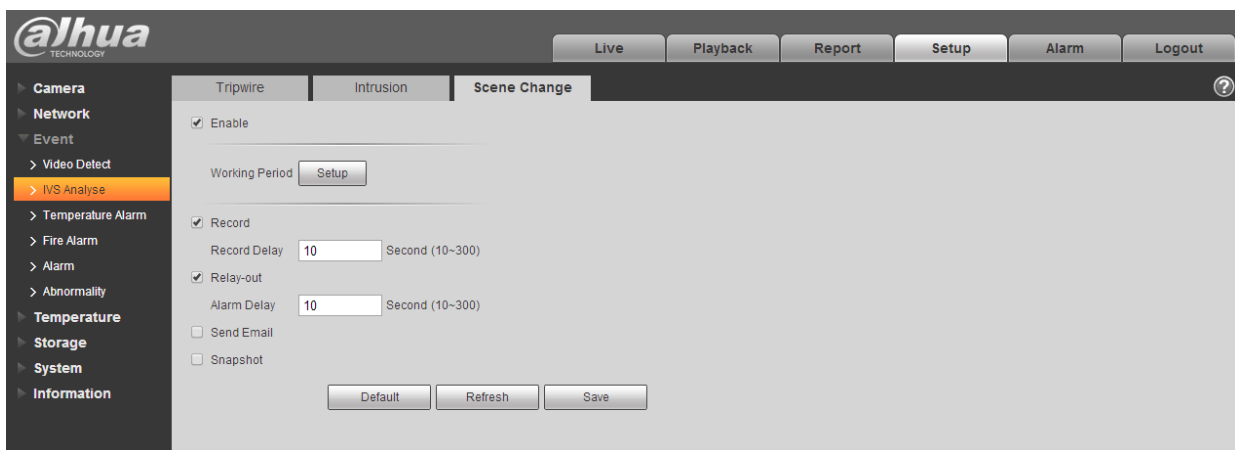 alhua
TECHNOLOGY
Live Playback Report Setup Alarm Logout
Camera
Network
Event
> Video Detect
> IVS Analyse
> Temperature Alarm
> Fire Alarm
> Alarm
> Abnormality
Temperature
Storage
System
Information
Tripwire Intrusion Scene Change ?
Enable
Working Period Setup
Record
Record Delay 10 Second (10~300)
Relay-out
Alarm Delay 10 Second (10~300)
Send Email
Snapshot
Default Refresh Save